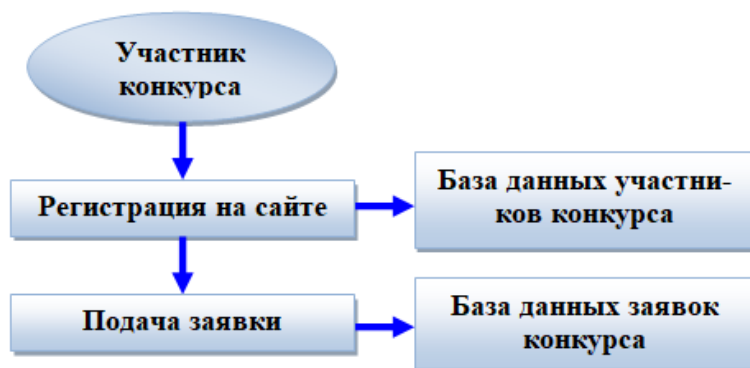 Участник
конкурса
Регистрация на сайте
База данных участни-
ков конкурса
Подача заявки
База данных заявок
конкурса